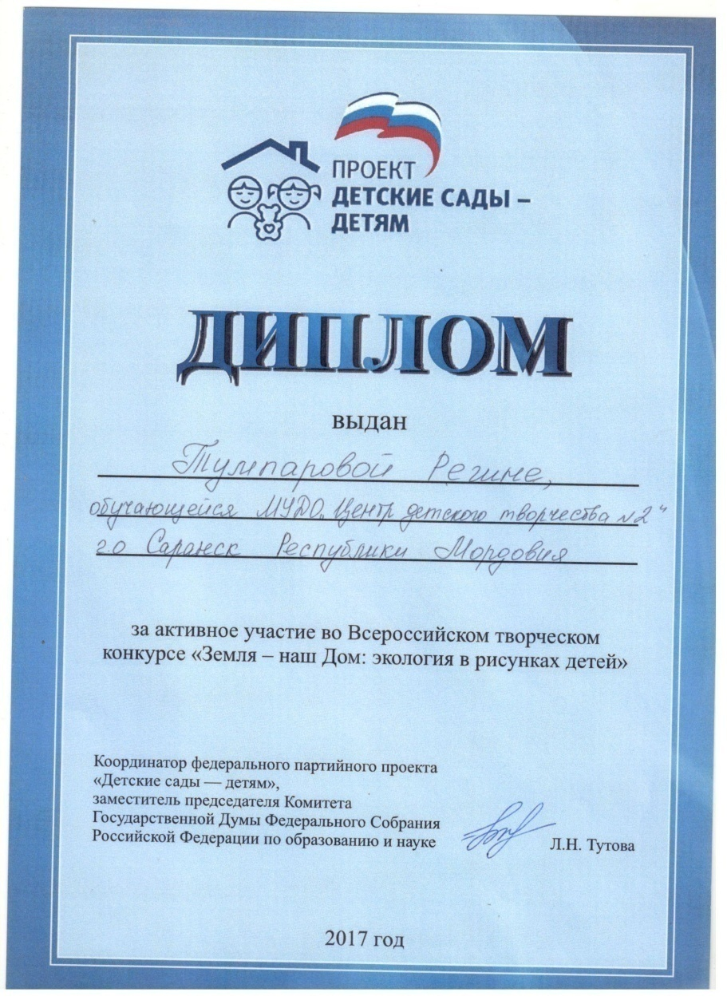 ПРОЕКТ
ДЕТСКИЕ САДЫ –
ДЕТЯМ
ДИПЛОМ
выдан
Тумпаровой Регине,
обучающейся МУДО „Центр детского творчества №2"
г.о Саранск Республики Мордовия
за активное участие во Всероссийском творческом
конкурсе «Земля – наш Дом: экология в рисунках детей»
Координатор федерального партийного проекта
«Детские сады — детям»,
заместитель председателя Комитета
Государственной Думы Федерального Собрания
Российской Федерации по образованию и науке
Л.Н. Тутова
2017 год